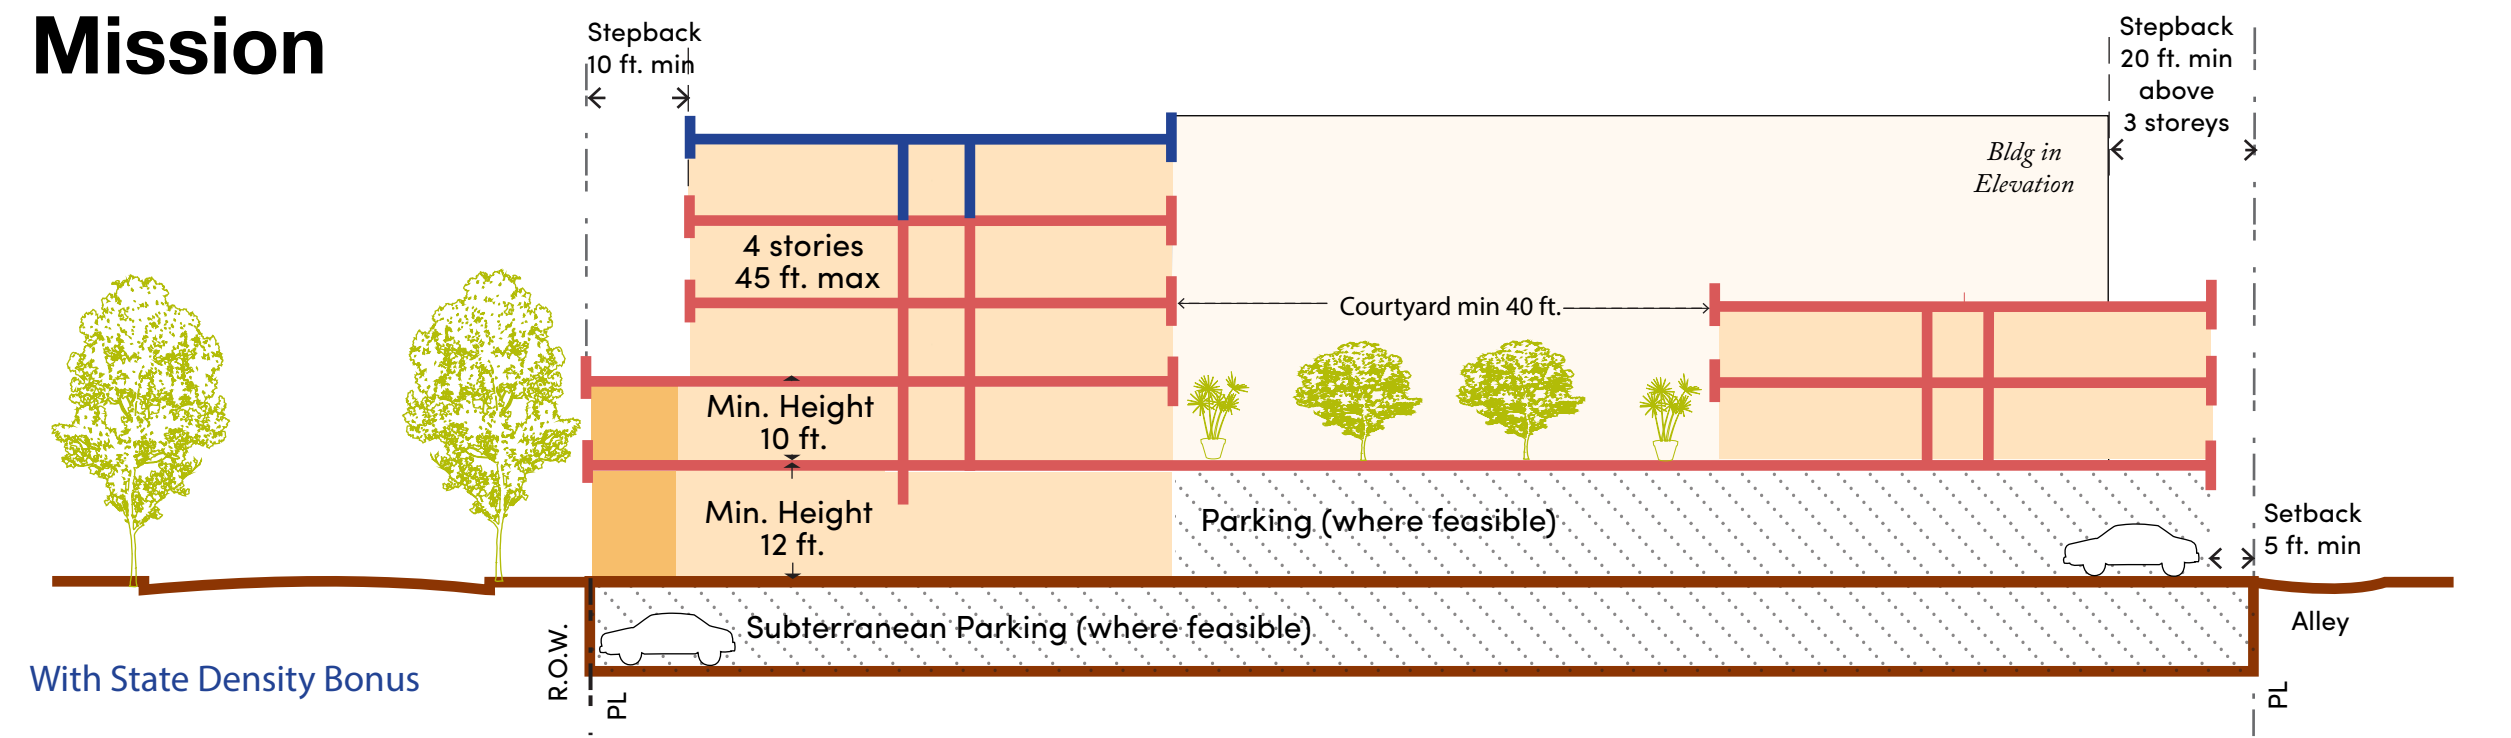 Mission
Stepback
10 ft. min
Stepback
20 ft. min
above
3 storeys
Bldg in
Elevation
4 stories
45 ft. max
Courtyard min 40 ft.
Min. Height
10 ft.
Min. Height
12 ft.
Parking (where feasible)
Setback
5 ft. min
Subterranean Parking (where feasible)
Alley
With State Density Bonus
R.O.W.
PL
PL